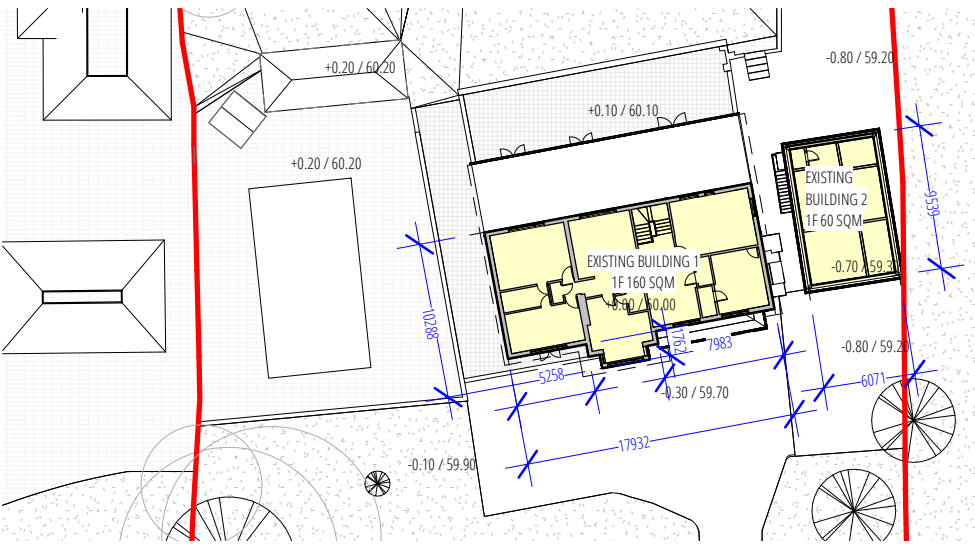 +0.20 / 60.20
-0.80 / 59.20
+0.10 / 60.10
+0.20 / 60.20
EXISTING
BUILDING 2
1F 60 SQM
9539
EXISTING BUILDING 1
1F 160 SQM
+0.00 / 60.00
-0.70 / 59.3
10288
1762
7983
-0.80 / 59.20
5258
6071
-0.30 / 59.70
17932
-0.10 / 59.90